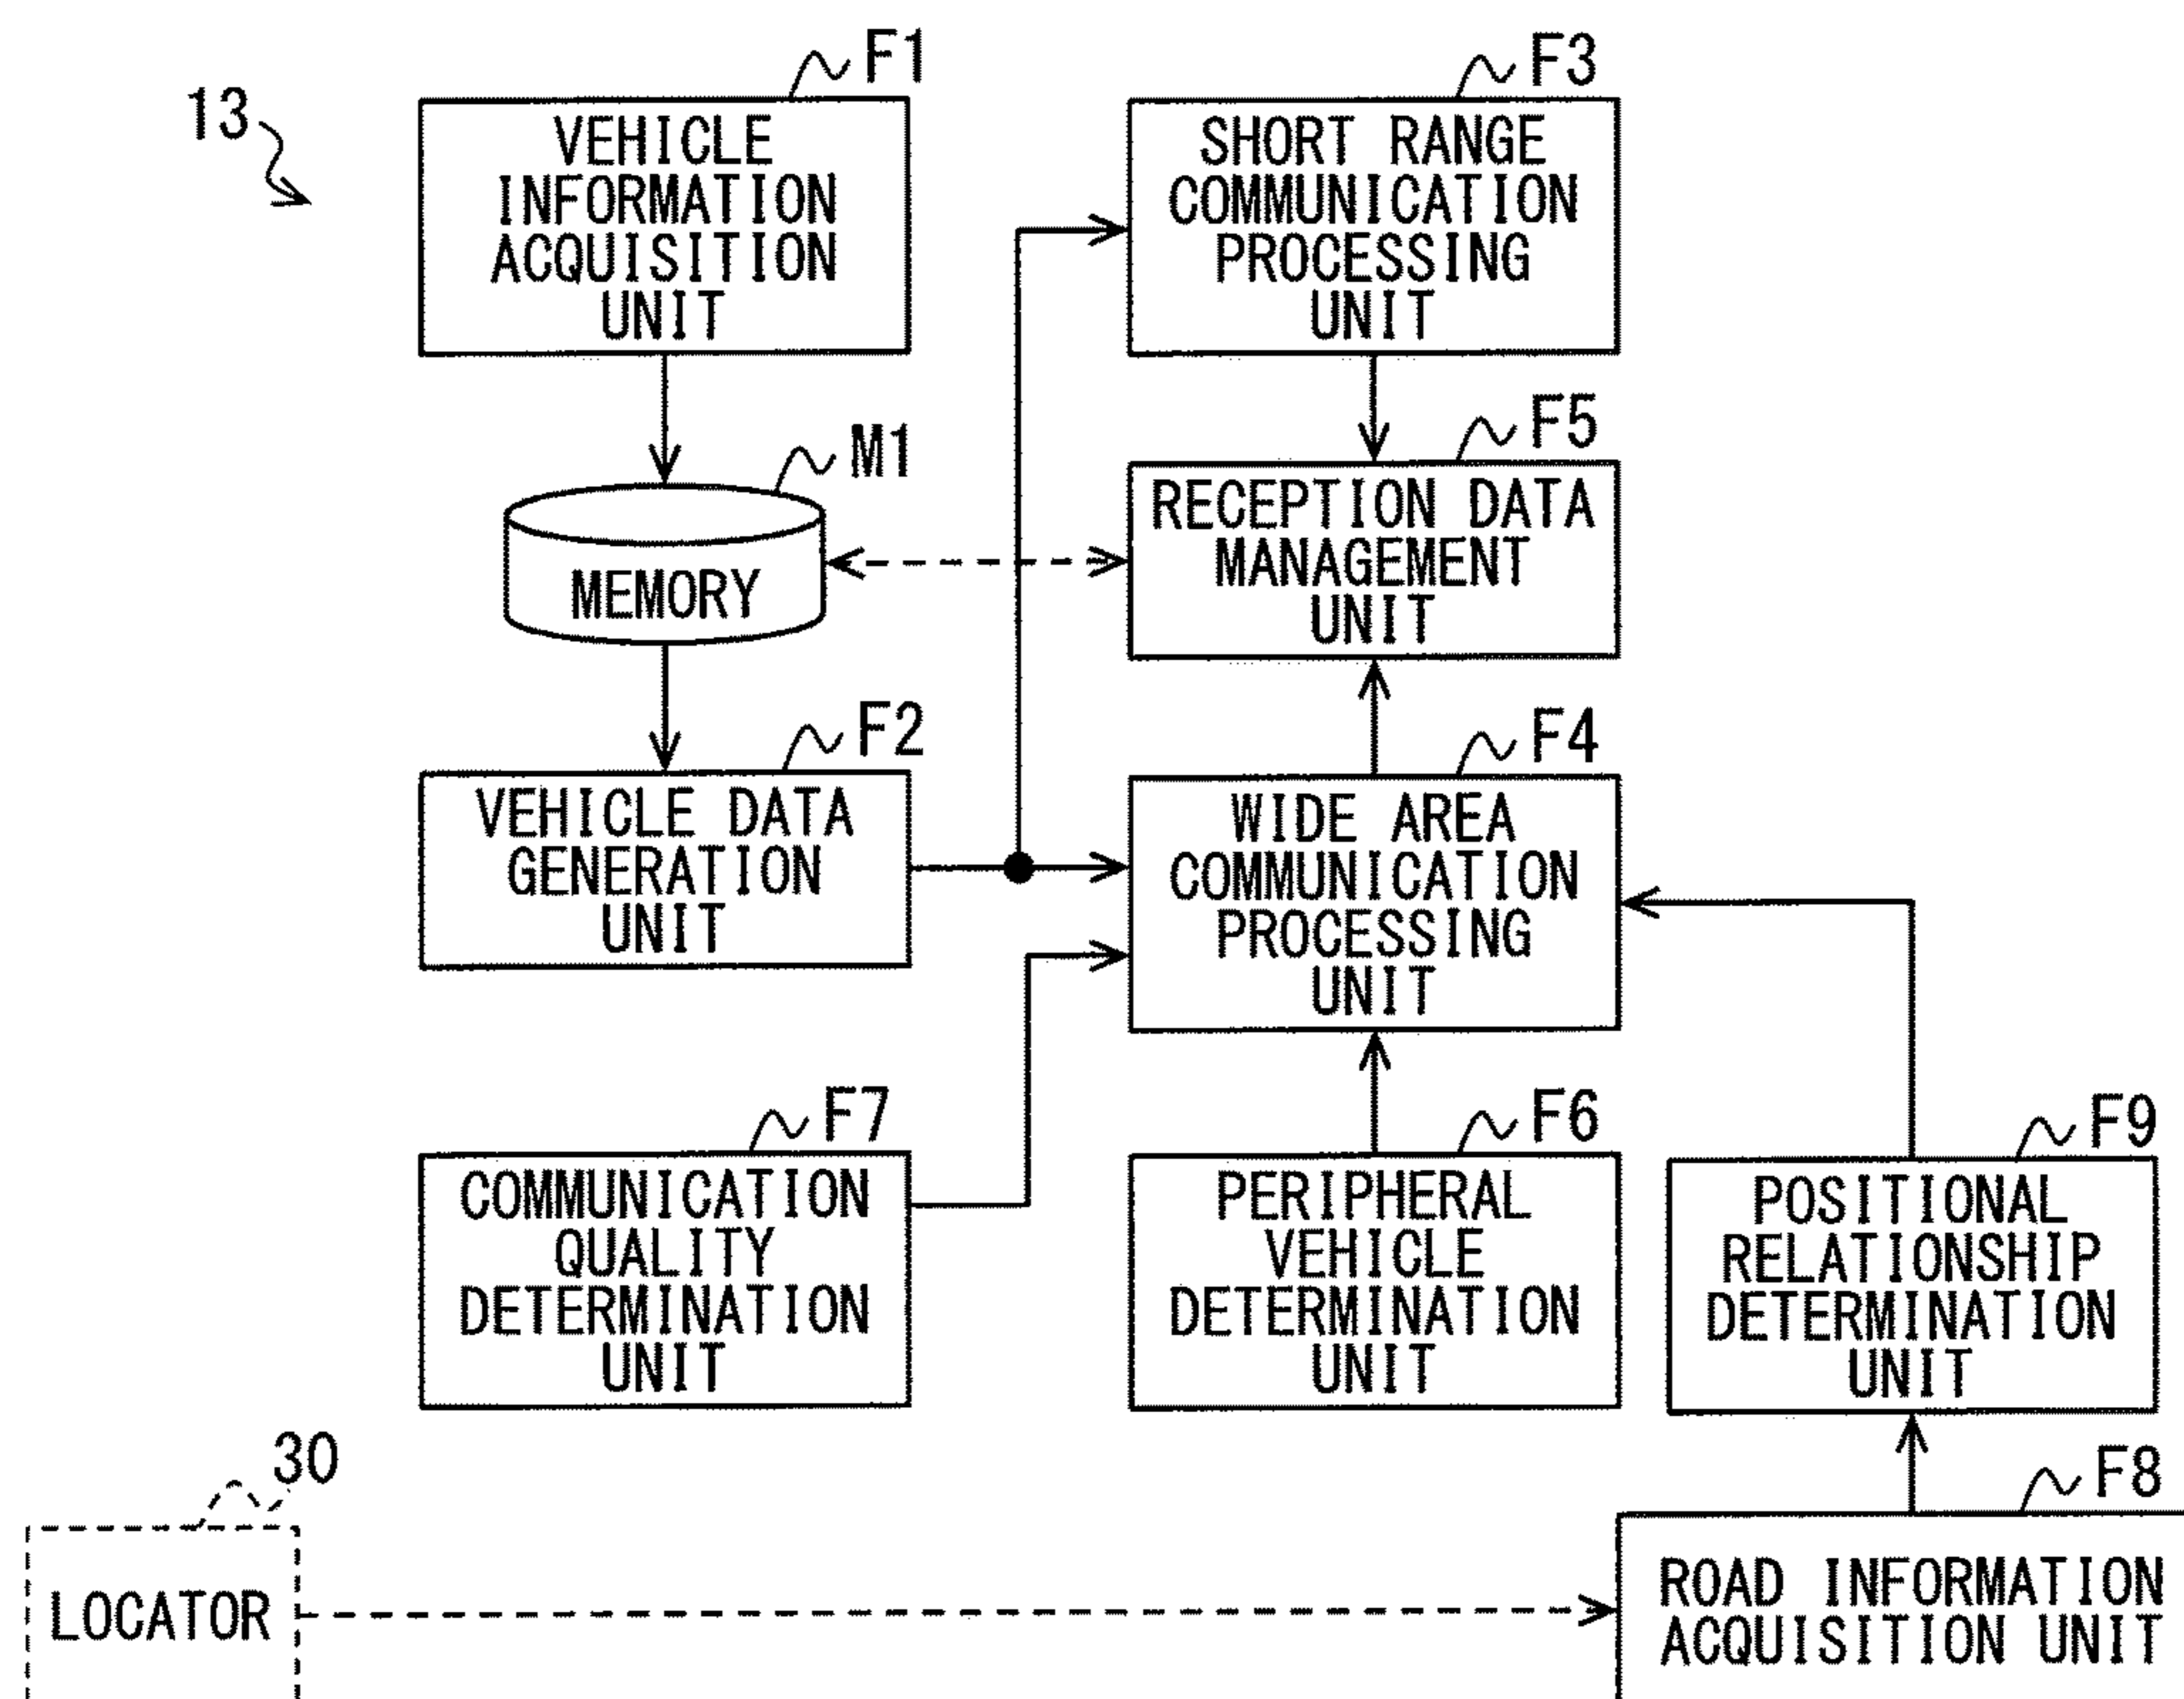 13
F1
VEHICLE
INFORMATION
ACQUISITION
UNIT
F3
SHORT RANGE
COMMUNICATION
PROCESSING
UNIT
M1
MEMORY
F5
RECEPTION DATA
MANAGEMENT
UNIT
F2
VEHICLE DATA
GENERATION
UNIT
F4
WIDE AREA
COMMUNICATION
PROCESSING
UNIT
F7
COMMUNICATION
QUALITY
DETERMINATION
UNIT
F6
PERIPHERAL
VEHICLE
DETERMINATION
UNIT
F9
POSITIONAL
RELATIONSHIP
DETERMINATION
UNIT
30
LOCATOR
F8
ROAD INFORMATION
ACQUISITION UNIT